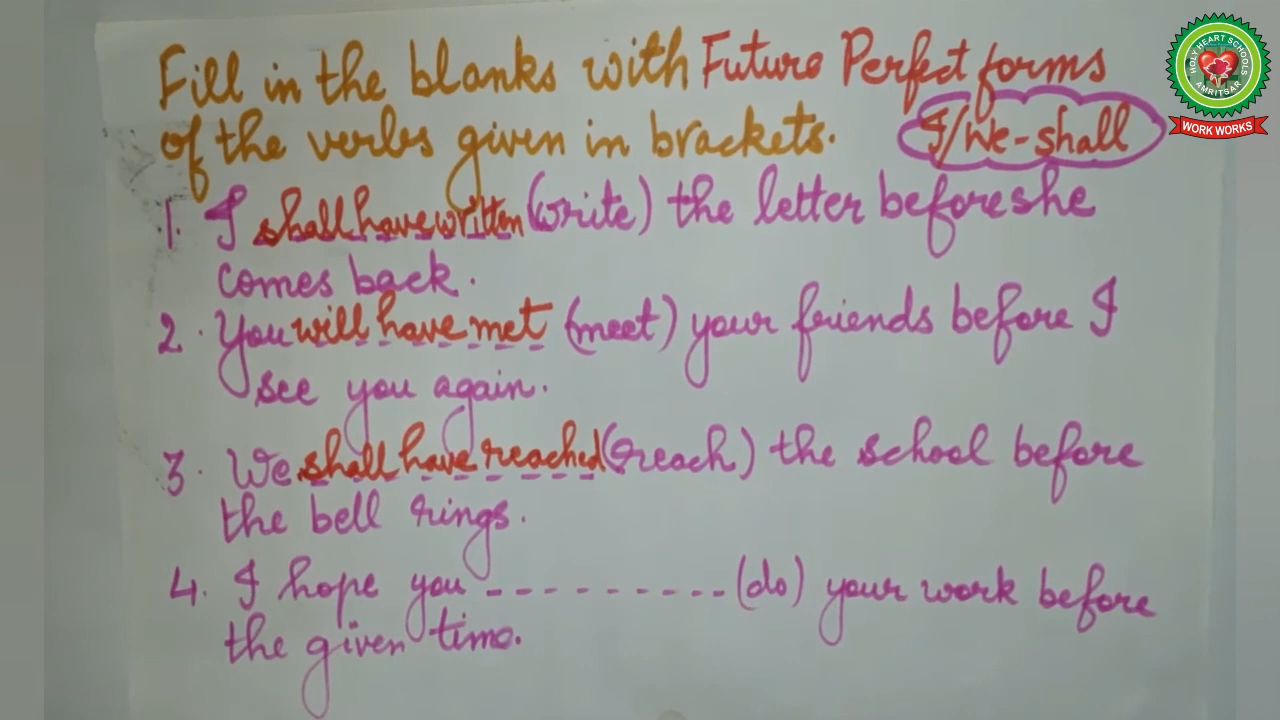 Fill in the blanks with Future Perfect forms
of the verbs given in brackets. I/We-shall
1. I shall have written (write) the letter before she
comes back.
2. You will have met (meet) your friends before I
see you again.
3. We shall have reached (reach) the school before
the bell rings.
4. I hope you ---------- (do) your work before
the given time.
HOLY HEART SCHOOLS
AMRITSAR
WORK WORKS